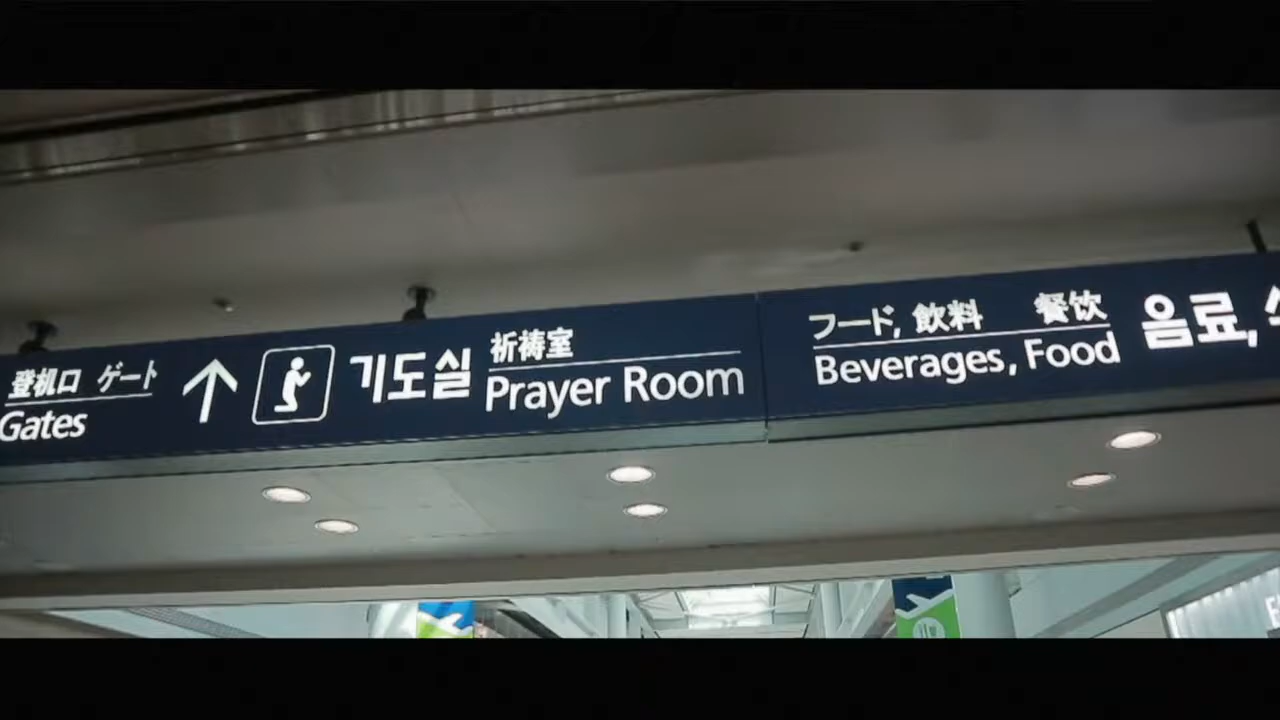 登机口 ゲート
Gates
기도실
祈祷室
Prayer Room
フード, 飲料 餐饮
Beverages, Food
음료,